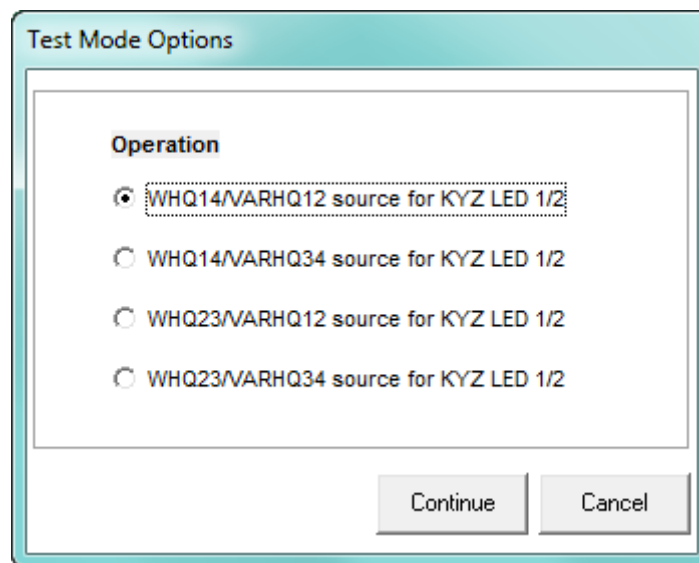 Test Mode Options
Operation
WHQ14/VARHQ12 source for KYZ LED 1/2
WHQ14/VARHQ34 source for KYZ LED 1/2
WHQ23/VARHQ12 source for KYZ LED 1/2
WHQ23/VARHQ34 source for KYZ LED 1/2
Continue Cancel